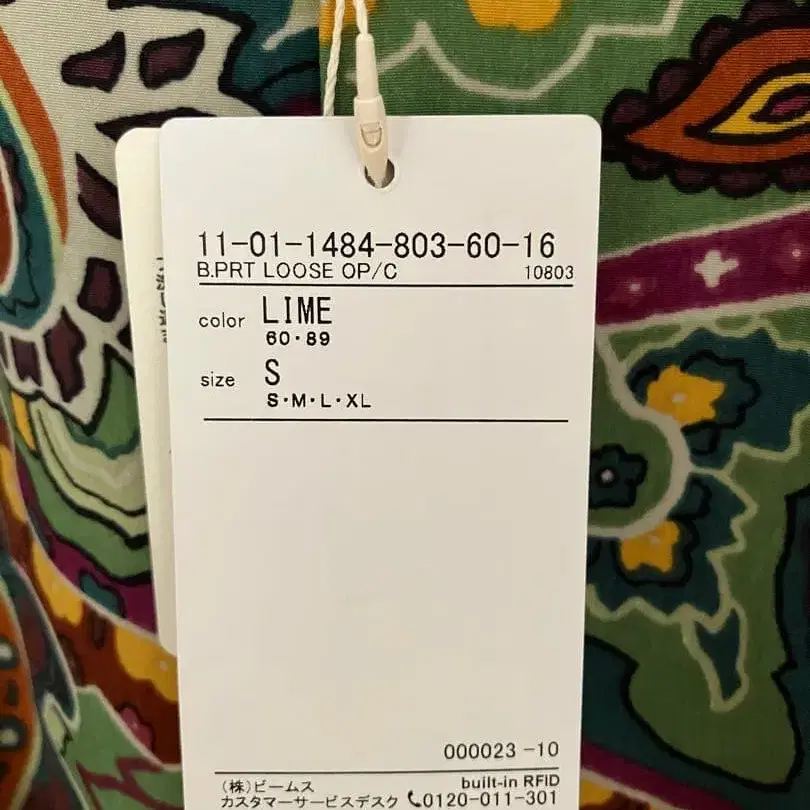 11-01-1484-803-60-16
B.PRT LOOSE OP/C 10803
color LIME
60・89
size S
S・M・L・XL
000023 -10
built-in RFID
(株)ビームス
カスタマーサービスデスク 0120-011-301